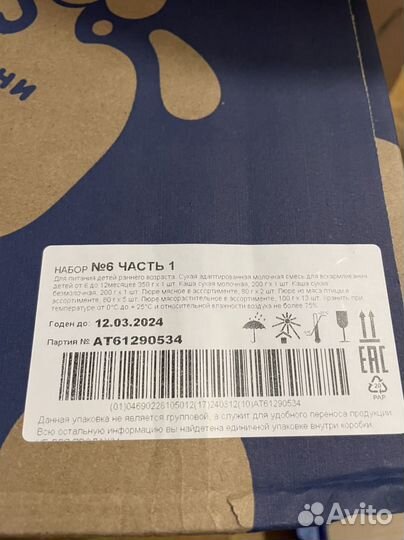 НАБОР №6 ЧАСТЬ 1
Для питания детей раннего возраста. Сухая адаптированная молочная смесь для вскармливания
детей от 6 до 12месяцев 350 г х 1 шт. Каша сухая молочная, 200 г х 1 шт. Каша сухая
безмолочная, 200 г х 1 шт. Пюре мясное в ассортименте, 80 г х 2 шт. Пюре из мяса птицы в
ассортименте, 80 г х 5 шт. Пюре мясорастительное в ассортименте, 100 г х 13 шт. Хранить при
температуре от 0°С до + 25°С и относительной влажности воздуха не более 75%.
Годен до: 12.03.2024
Партия № АТ61290534
EAC
20
PAP
(01)04690226105012(17)240312(10)AT61290534
Данная упаковка не является групповой, а служит для удобного переноса продукции.
Всю остальную информацию вы найдете на единичной упаковке внутри коробки.
Avito